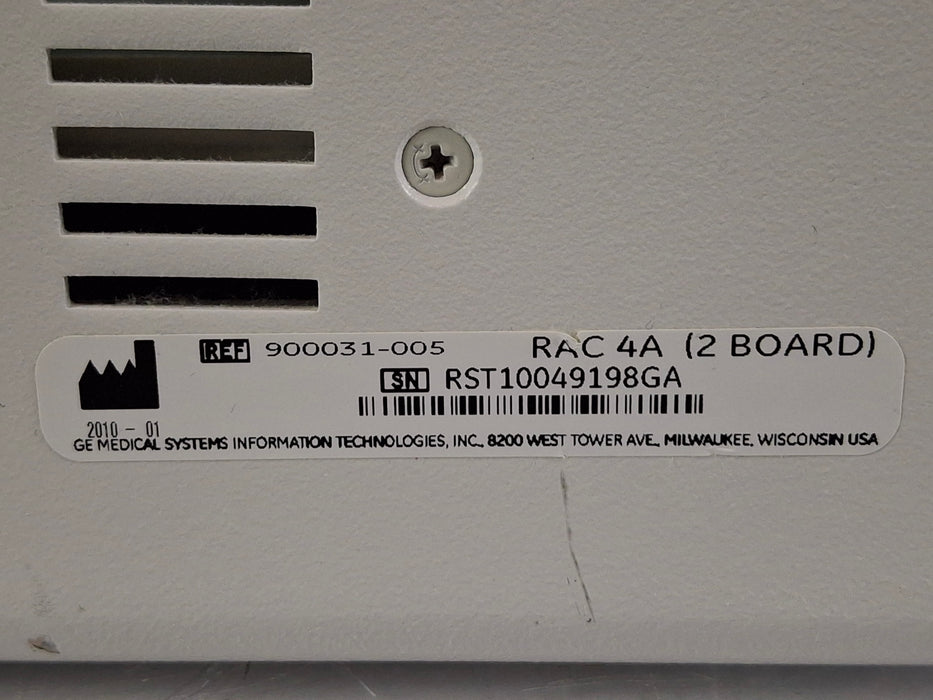 REF 900031-005 RAC 4A (2 BOARD)
SN RST10049198GA
2010 - 01
GE MEDICAL SYSTEMS INFORMATION TECHNOLOGIES, INC., 8200 WEST TOWER AVE., MILWAUKEE, WISCONSIN USA